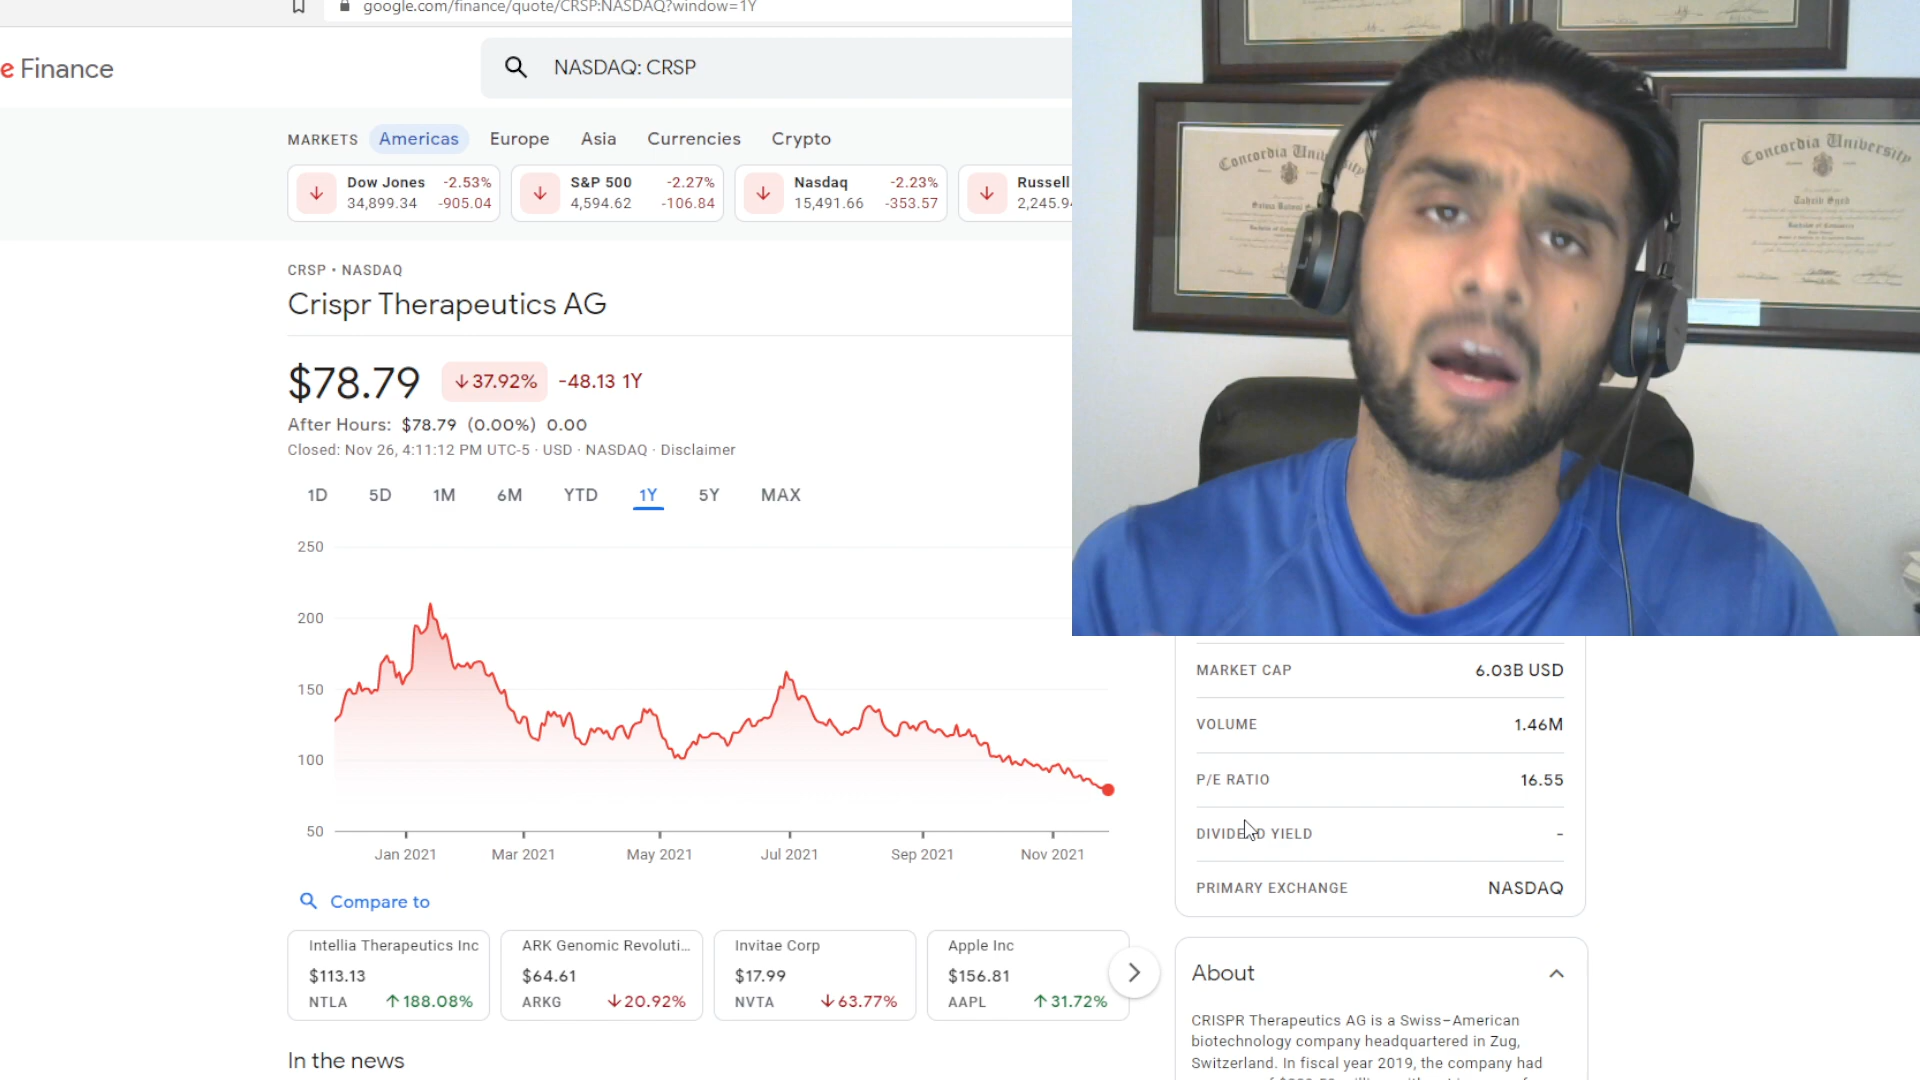 google.com/finance/quote/CRSP:NASDAQ?window=1Y
e Finance
NASDAQ: CRSP
MARKETS Americas Europe Asia Currencies Crypto
Dow Jones -2.53%
34,899.34 -905.04
S&P 500 -2.27%
4,594.62 -106.84
Nasdaq -2.23%
15,491.66 -353.57
Russell
2,245.9
CRSP • NASDAQ
Crispr Therapeutics AG
$78.79 ↓37.92% -48.13 1Y
After Hours: $78.79 (0.00%) 0.00
Closed: Nov 26, 4:11:12 PM UTC-5 · USD · NASDAQ · Disclaimer
1D 5D 1M 6M YTD 1Y 5Y MAX
250
200
150
100
50
Jan 2021 Mar 2021 May 2021 Jul 2021 Sep 2021 Nov 2021
Compare to
Intellia Therapeutics Inc
$113.13
NTLA ↑188.08%
ARK Genomic Revoluti...
$64.61
ARKG ↓20.92%
Invitae Corp
$17.99
NVTA ↓63.77%
Apple Inc
$156.81
AAPL ↑31.72%
In the news
Concordia University
Concordia University
Tahzib Syed
MARKET CAP 6.03B USD
VOLUME 1.46M
P/E RATIO 16.55
DIVIDEND YIELD -
PRIMARY EXCHANGE NASDAQ
About
CRISPR Therapeutics AG is a Swiss–American
biotechnology company headquartered in Zug,
Switzerland. In fiscal year 2019, the company had